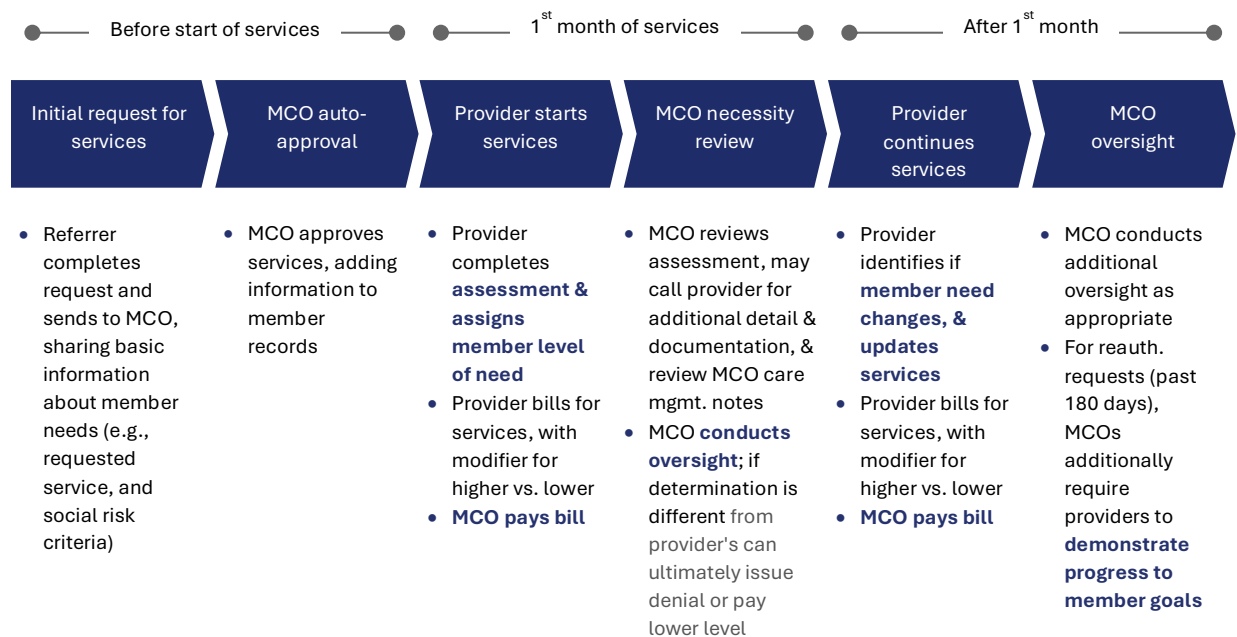 Before start of services
1st month of services
After 1st month
Initial request for
services
MCO auto-
approval
Provider starts
services
MCO necessity
review
Provider
continues
services
MCO
oversight
• Referrer
completes
request and
sends to MCO,
sharing basic
information
about member
needs (e.g.,
requested
service, and
social risk
criteria)
• MCO approves
services, adding
information to
member
records
• Provider
completes
assessment &
assigns
member level
of need
• Provider bills for
services, with
modifier for
higher vs. lower
• MCO pays bill
• MCO reviews
assessment, may
call provider for
additional detail &
documentation, &
review MCO care
mgmt. notes
• MCO conducts
oversight; if
determination is
different from
provider's can
ultimately issue
denial or pay
lower level
• Provider
identifies if
member need
changes, &
updates
services
• Provider bills for
services, with
modifier for
higher vs. lower
• MCO pays bill
• MCO conducts
additional
oversight as
appropriate
• For reauth.
requests (past
180 days),
MCOs
additionally
require
providers to
demonstrate
progress to
member goals